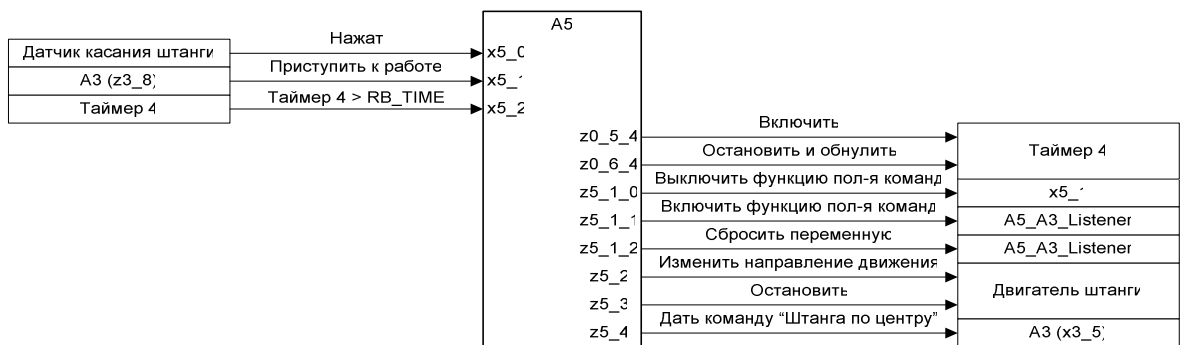 A5
Датчик касания штанги
Нажат
x5_0
A3 (z3_8)
Приступить к работе
x5_1
Таймер 4
Таймер 4 > RB_TIME
x5_2
z0_5_4
Включить
Таймер 4
z0_6_4
Остановить и обнулить
z5_1_0
Выключить функцию пол-я команд
x5_1
z5_1_1
Включить функцию пол-я команд
A5_A3_Listener
z5_1_2
Сбросить переменную
A5_A3_Listener
z5_2
Изменить направление движения
Двигатель штанги
z5_3
Остановить
z5_4
Дать команду “Штанга по центру”
A3 (x3_5)